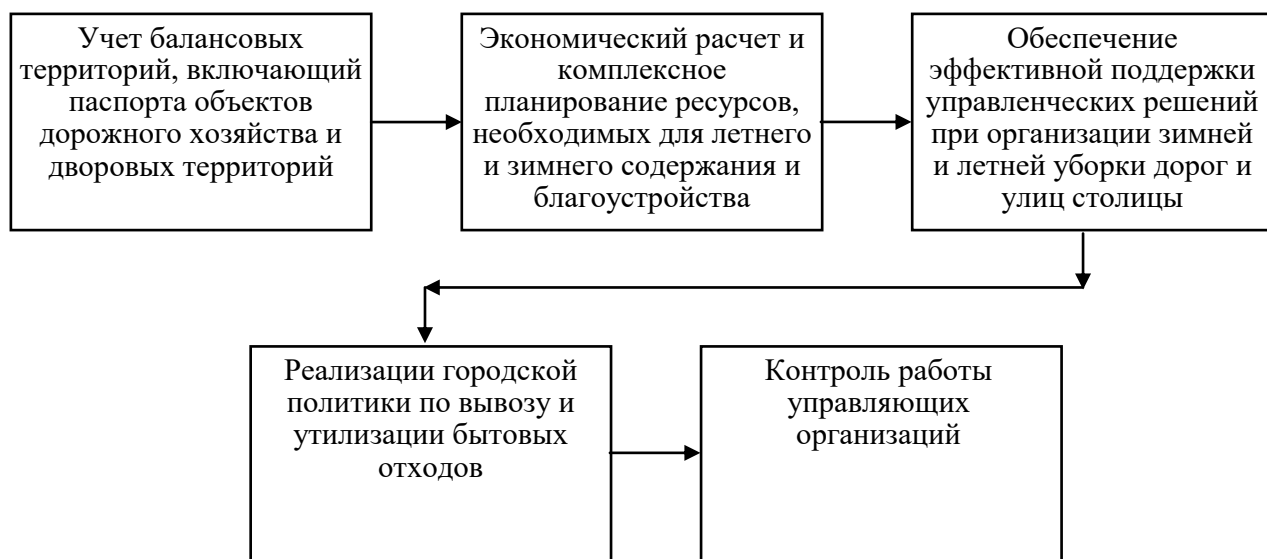 Учет балансовых
территорий, включающий
паспорта объектов
дорожного хозяйства и
дворовых территорий
Экономический расчет и
комплексное
планирование ресурсов,
необходимых для летнего
и зимнего содержания и
благоустройства
Обеспечение
эффективной поддержки
управленческих решений
при организации зимней
и летней уборки дорог и
улиц столицы
Реализации городской
политики по вывозу и
утилизации бытовых
отходов
Контроль работы
управляющих
организаций